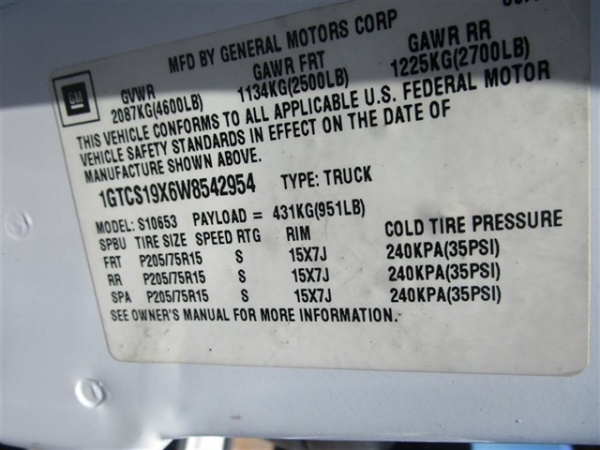 MFD BY GENERAL MOTORS CORP
GM
GVWR GAWR FRT GAWR RR
2087KG(4600LB) 1134KG(2500LB) 1225KG(2700LB)
THIS VEHICLE CONFORMS TO ALL APPLICABLE U.S. FEDERAL MOTOR
VEHICLE SAFETY STANDARDS IN EFFECT ON THE DATE OF
MANUFACTURE SHOWN ABOVE.
1GTCS19X6W8542954 TYPE: TRUCK
MODEL: S10653 PAYLOAD = 431KG(951LB)
SPBU TIRE SIZE SPEED RTG RIM COLD TIRE PRESSURE
FRT P205/75R15 S 15X7J 240KPA(35PSI)
RR P205/75R15 S 15X7J 240KPA(35PSI)
SPA P205/75R15 S 15X7J 240KPA(35PSI)
SEE OWNER'S MANUAL FOR MORE INFORMATION.